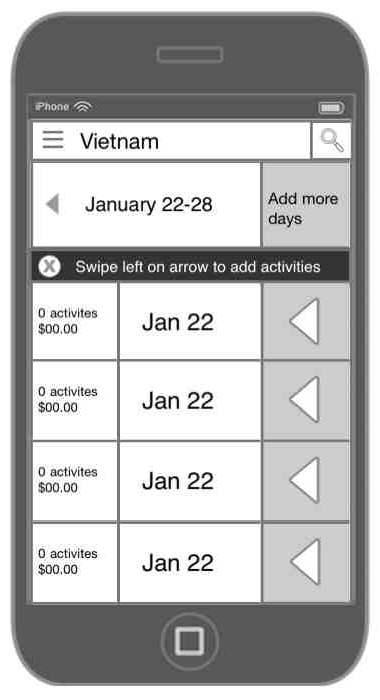 iPhone
Vietnam
January 22-28
Add more
days
Swipe left on arrow to add activities
0 activites
$00.00
Jan 22
0 activites
$00.00
Jan 22
0 activites
$00.00
Jan 22
0 activites
$00.00
Jan 22